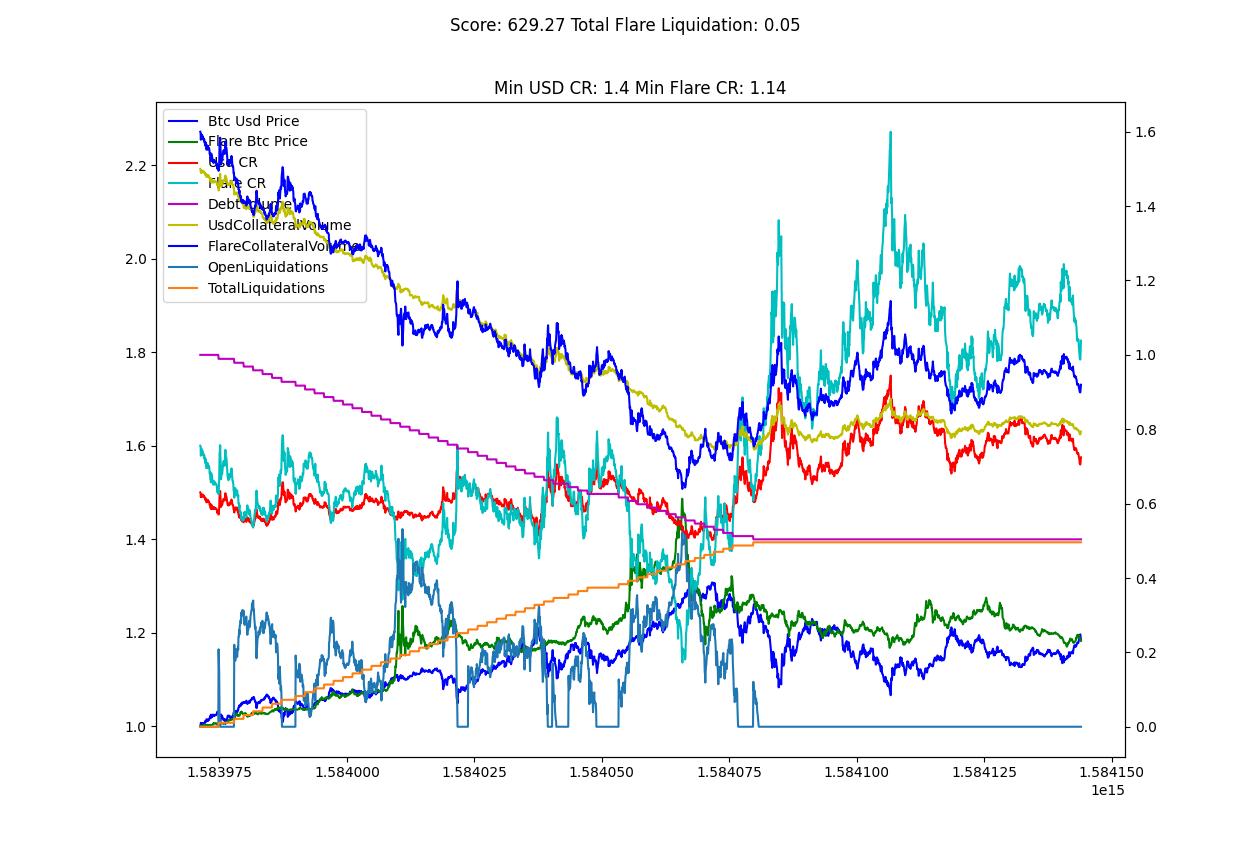 Score: 629.27 Total Flare Liquidation: 0.05
Min USD CR: 1.4 Min Flare CR: 1.14
Btc Usd Price
Flare Btc Price
Usd CR
Flare CR
DebtVolume
UsdCollateralVolume
FlareCollateralVolume
OpenLiquidations
TotalLiquidations
2.2
2.0
1.8
1.6
1.4
1.2
1.0
1.6
1.4
1.2
1.0
0.8
0.6
0.4
0.2
0.0
1.583975 1.584000 1.584025 1.584050 1.584075 1.584100 1.584125 1.584150
1e15